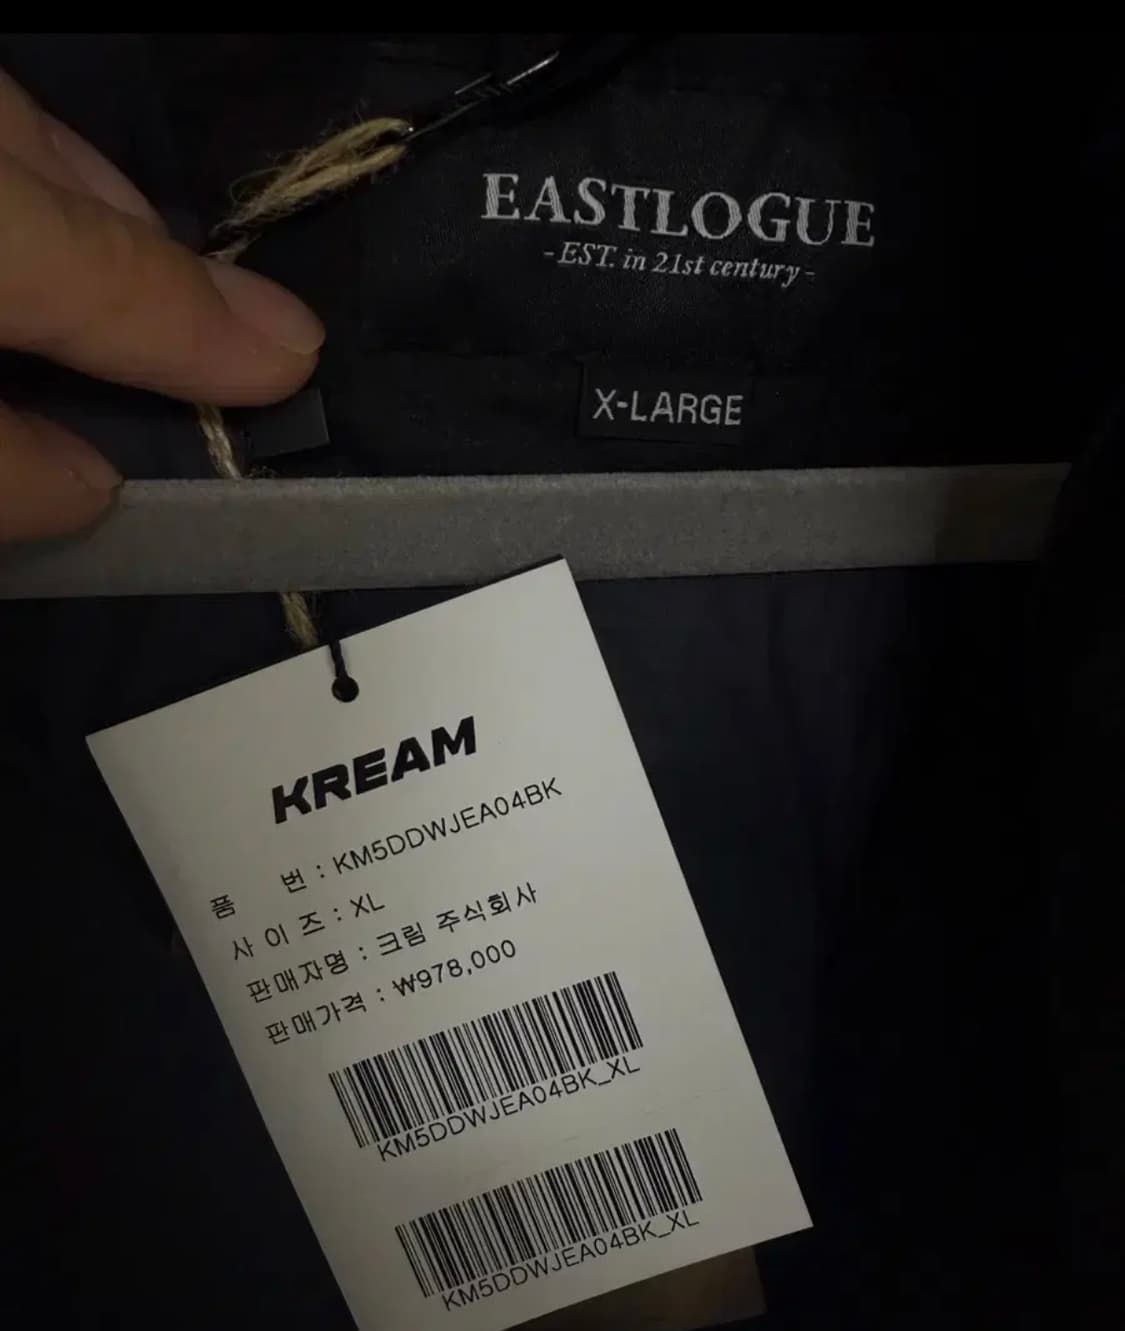 EASTLOGUE
-EST. in 21st century-
X-LARGE
KREAM
품 번 : KM5DDWJEA04BK
사 이 즈 : XL
판매자명 : 크림 주식회사
판매가격 : ₩978,000
KM5DDWJEA04BK_XL
KM5DDWJEA04BK_XL